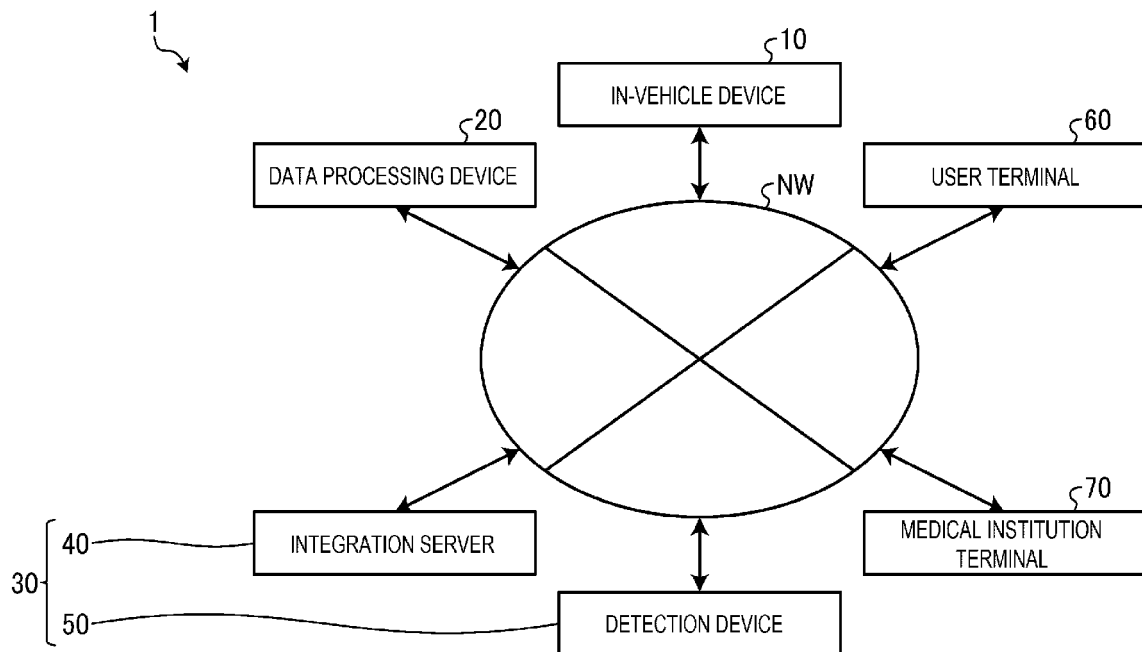 1
10
IN-VEHICLE DEVICE
20
60
DATA PROCESSING DEVICE
USER TERMINAL
NW
70
40
INTEGRATION SERVER
MEDICAL INSTITUTION
TERMINAL
30
50
DETECTION DEVICE